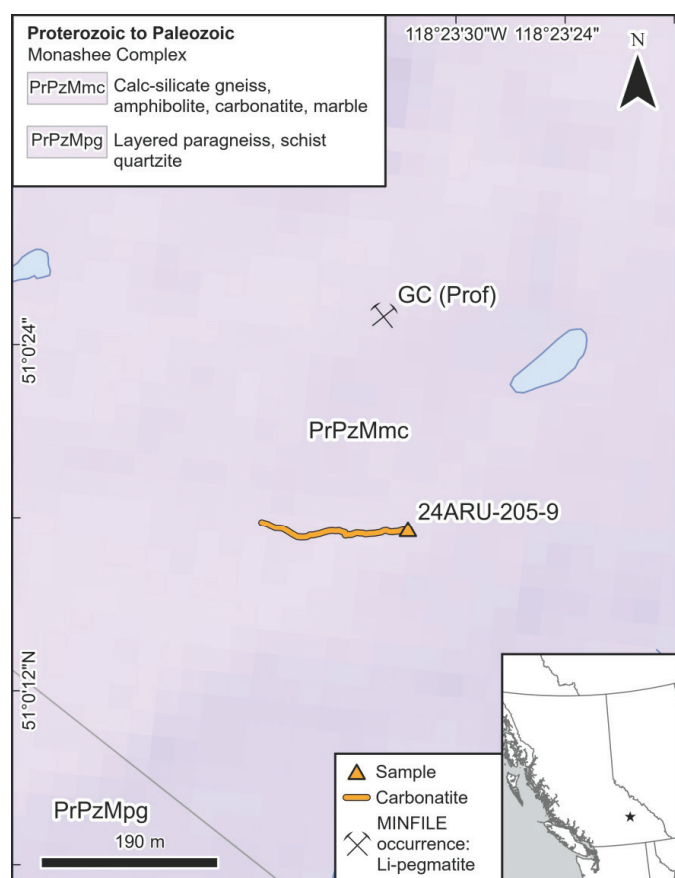 Proterozoic to Paleozoic
Monashee Complex
PrPzMmc Calc-silicate gneiss,
amphibolite, carbonatite, marble
PrPzMpg Layered paragneiss, schist
quartzite
118°23'30"W 118°23'24"
N
GC (Prof)
51°0'24"
PrPzMmc
24ARU-205-9
51°0'12"N
PrPzMpg
190 m
Sample
Carbonatite
MINFILE
occurrence:
Li-pegmatite